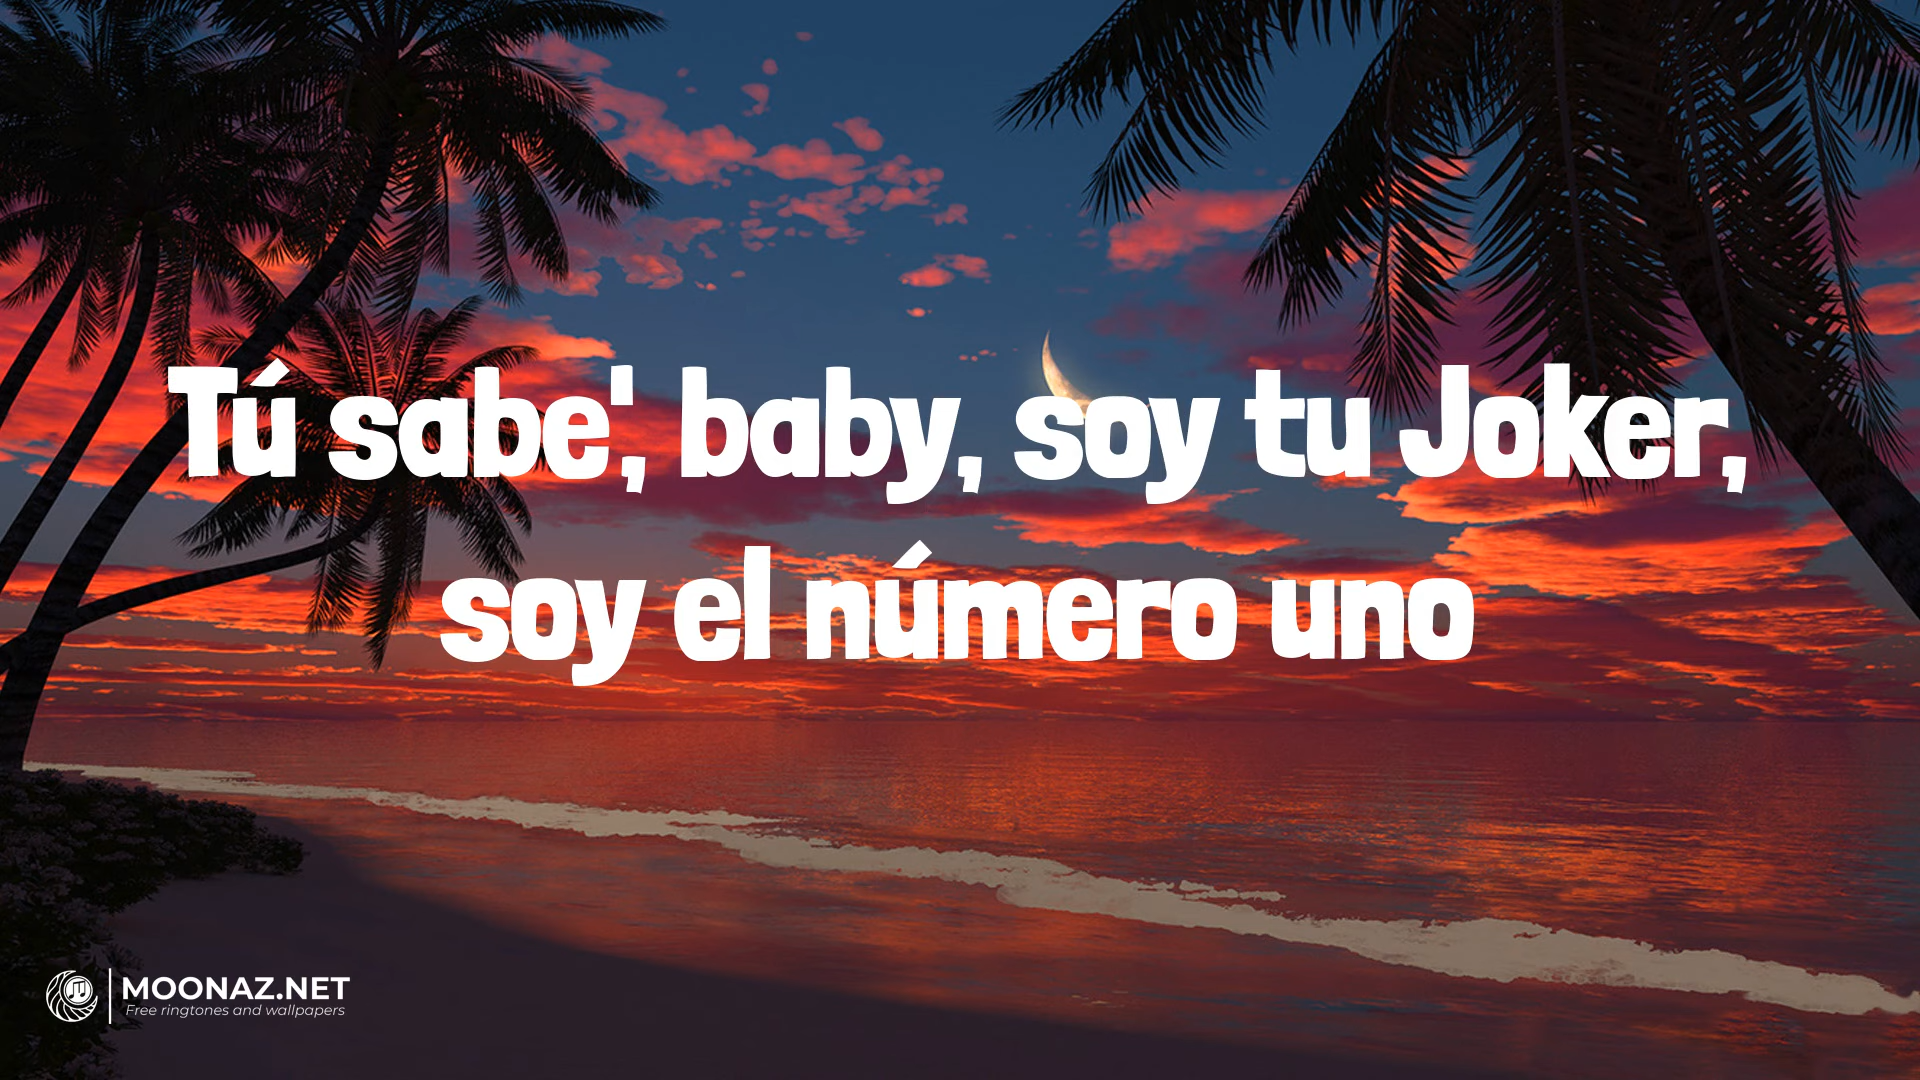 Tú sabe', baby, soy tu Joker,
soy el número uno
MOONAZ.NET
Free ringtones and wallpapers